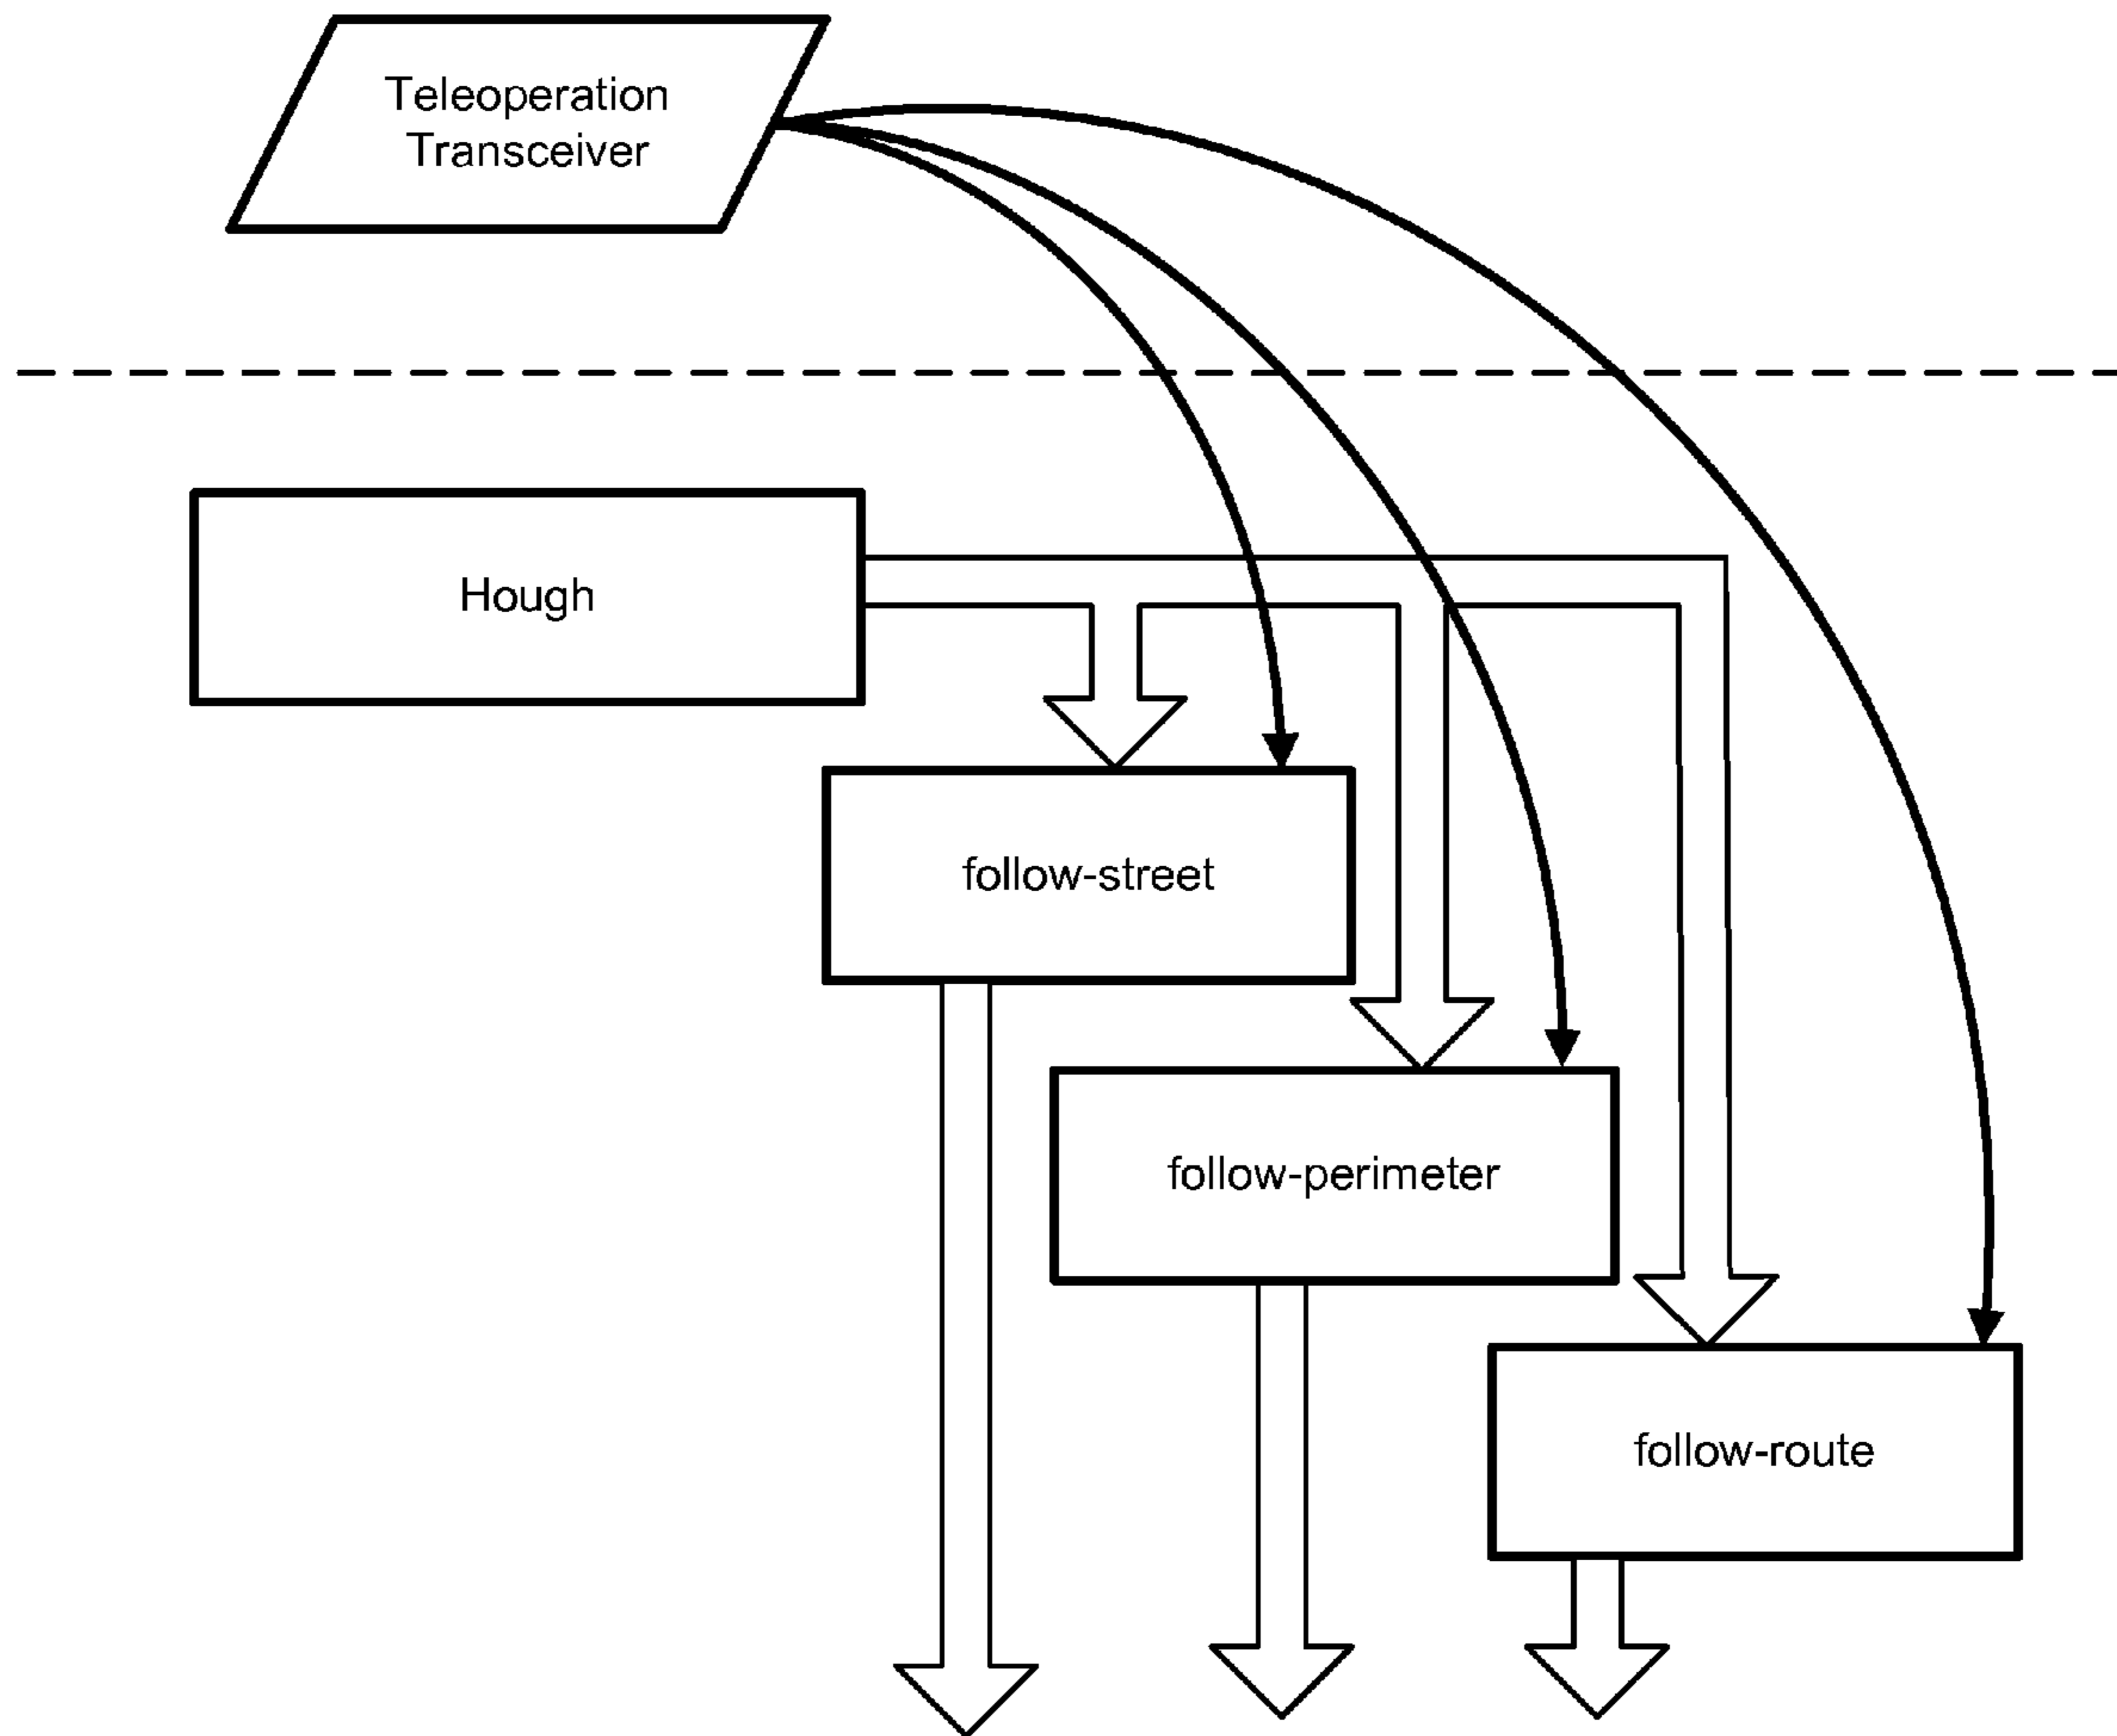 Teleoperation
Transceiver
Hough
follow-street
follow-perimeter
follow-route